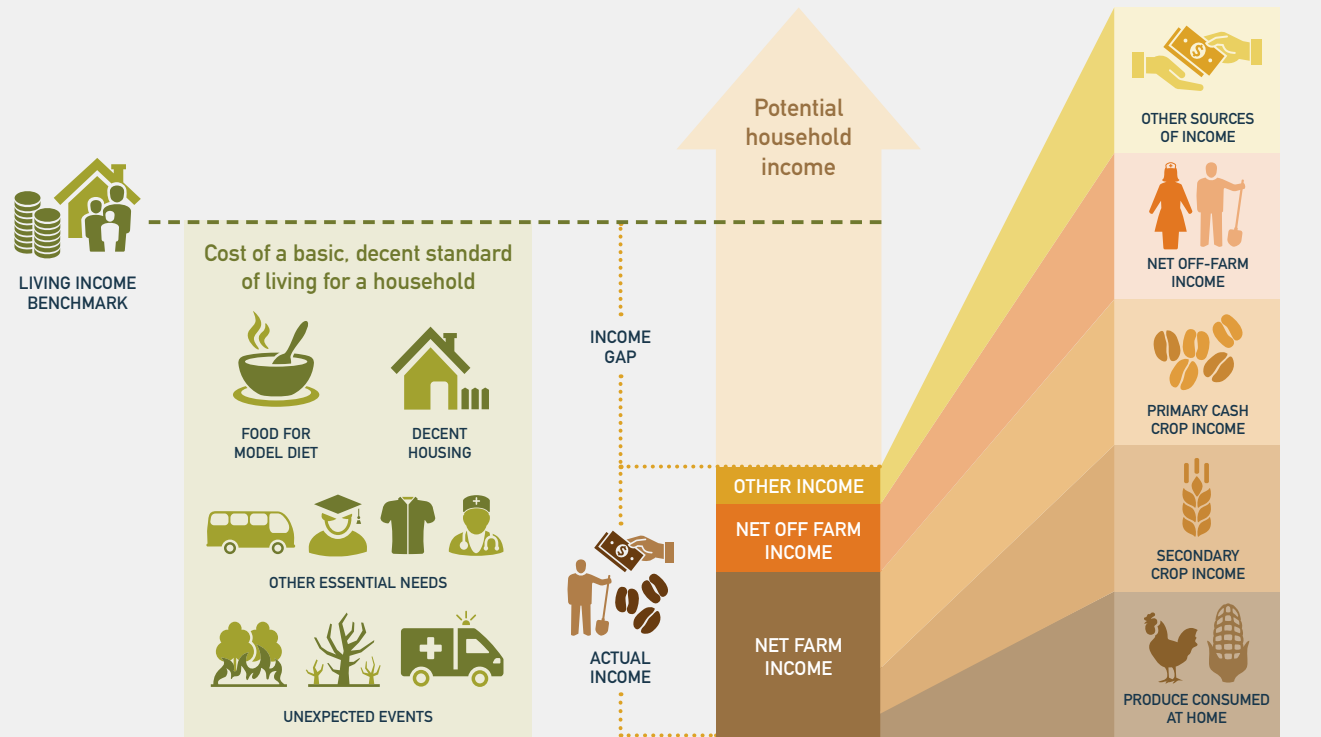 LIVING INCOME
BENCHMARK
Cost of a basic, decent standard
of living for a household
FOOD FOR
MODEL DIET
DECENT
HOUSING
OTHER ESSENTIAL NEEDS
UNEXPECTED EVENTS
INCOME
GAP
ACTUAL
INCOME
Potential
household
income
OTHER INCOME
NET OFF FARM
INCOME
NET FARM
INCOME
OTHER SOURCES
OF INCOME
NET OFF-FARM
INCOME
PRIMARY CASH
CROP INCOME
SECONDARY
CROP INCOME
PRODUCE CONSUMED
AT HOME